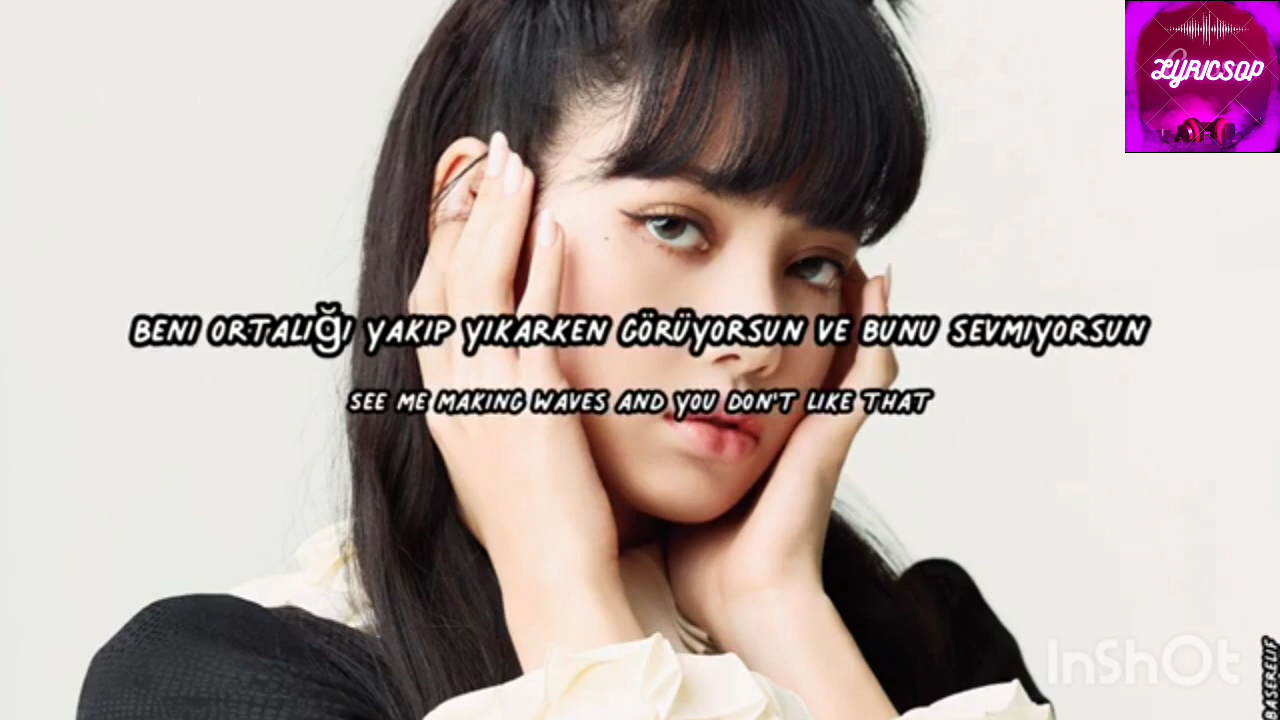 LYRICSOP
BENI ORTALIĞI YAKIP YIKARKEN GÖRÜYORSUN VE BUNU SEVMIYORSUN
SEE ME MAKING WAVES AND YOU DON'T LIKE THAT
InShOt
BASERELIF